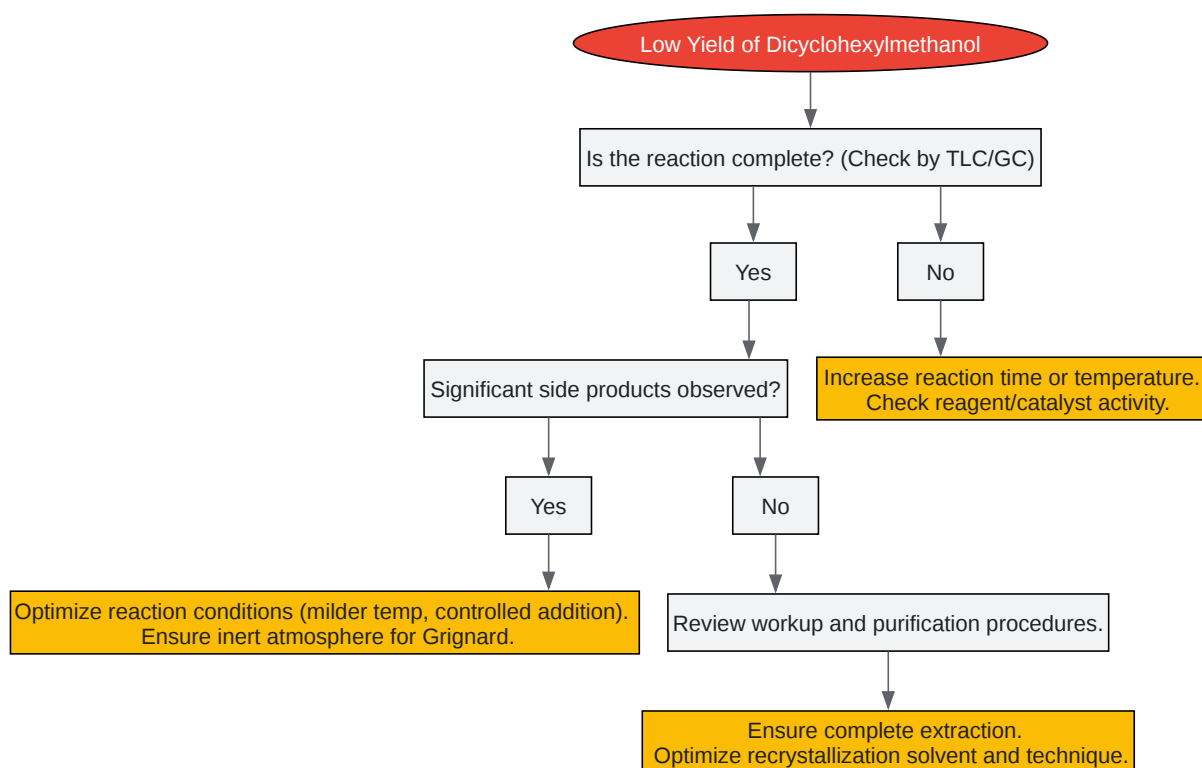 Low Yield of Dicyclohexylmethanol
Is the reaction complete? (Check by TLC/GC)
Yes
No
Significant side products observed?
Increase reaction time or temperature.
Check reagent/catalyst activity.
Yes
No
Optimize reaction conditions (milder temp, controlled addition).
Ensure inert atmosphere for Grignard.
Review workup and purification procedures.
Ensure complete extraction.
Optimize recrystallization solvent and technique.